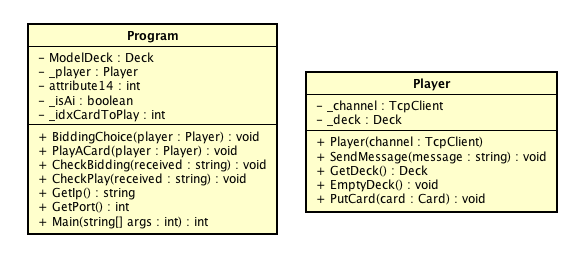 Program
- ModelDeck : Deck
- _player : Player
- attribute14 : int
- _isAi : boolean
- _idxCardToPlay : int
+ BiddingChoice(player : Player) : void
+ PlayACard(player : Player) : void
+ CheckBidding(received : string) : void
+ CheckPlay(received : string) : void
+ GetIp() : string
+ GetPort() : int
+ Main(string[] args : int) : int
Player
- _channel : TcpClient
- _deck : Deck
+ Player(channel : TcpClient)
+ SendMessage(message : string) : void
+ GetDeck() : Deck
+ EmptyDeck() : void
+ PutCard(card : Card) : void